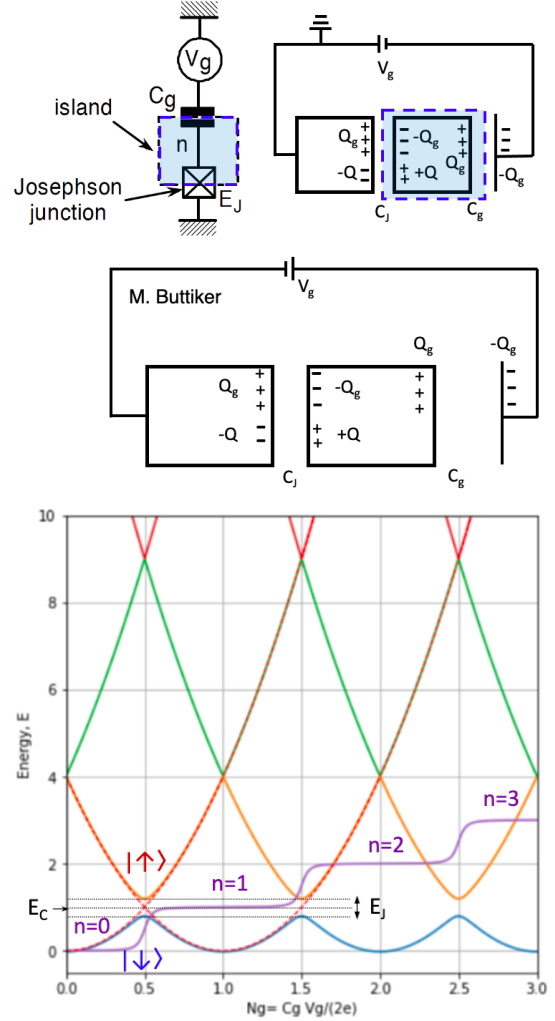 Vg
Cg
island
n
Josephson
junction
EJ
Vg
Qg
-Qg
-Q
+Q
Qg
-Qg
CJ
Cg
M. Buttiker
Vg
Qg
-Qg
Qg
-Qg
-Q
+Q
CJ
Cg
10
8
6
4
2
0
Energy, E
n=3
n=2
|↑⟩
n=1
EC
EJ
n=0
|↓⟩
0.0 0.5 1.0 1.5 2.0 2.5 3.0
Ng= Cg Vg/(2e)